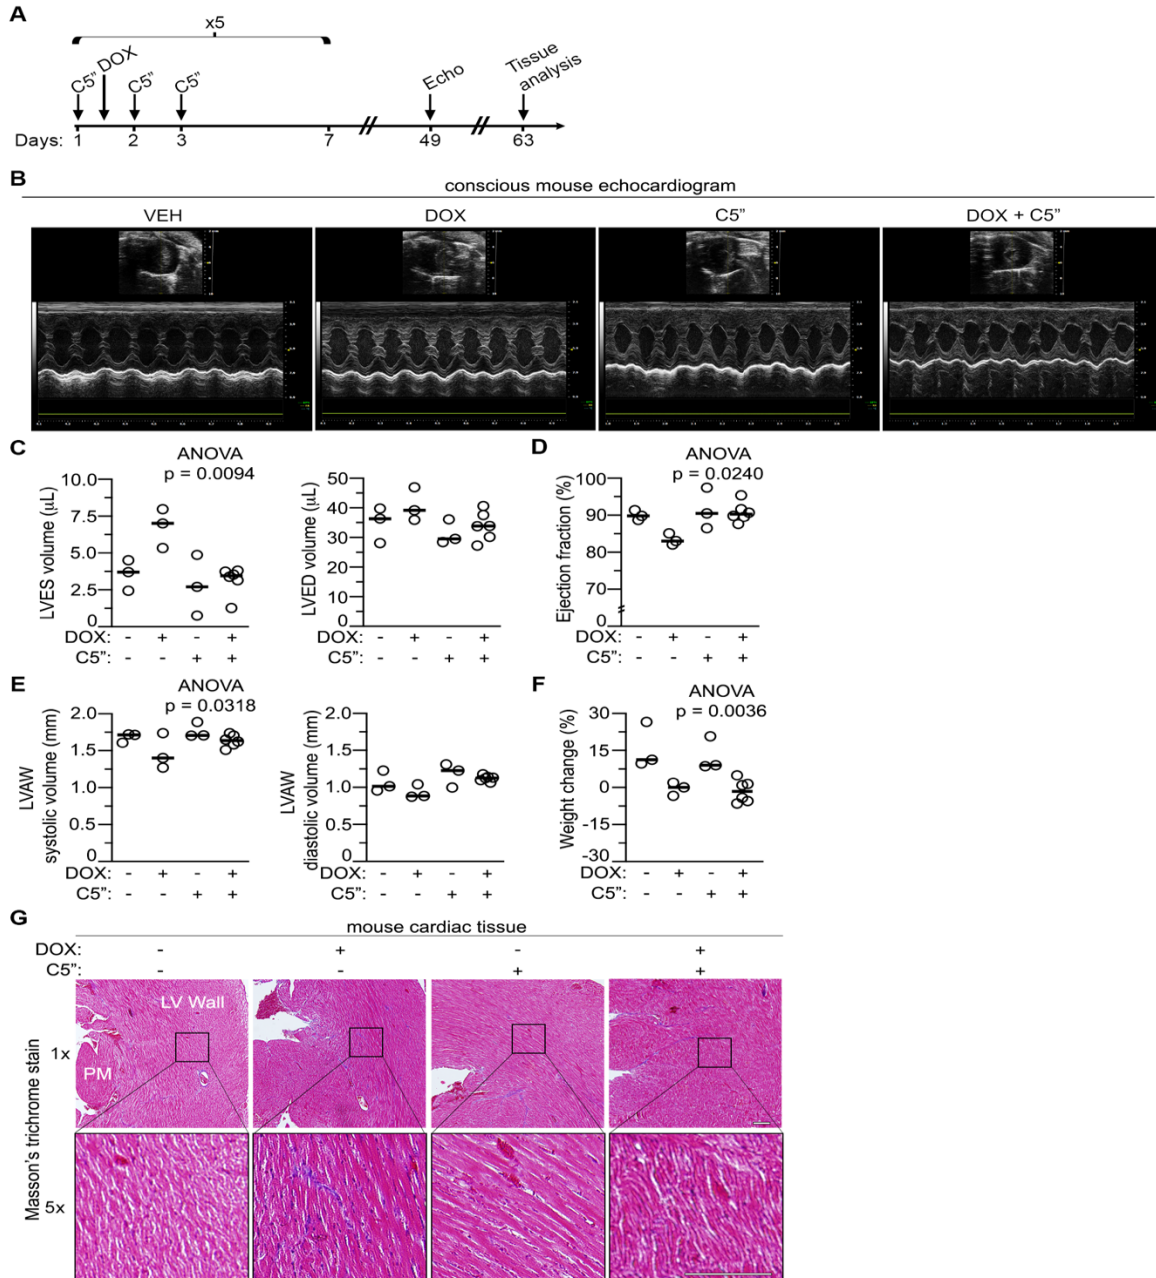 A
x5
C5” DOX C5” C5” Echo Tissue analysis
Days: 1 2 3 7 49 63
B
conscious mouse echocardiogram
VEH DOX C5” DOX + C5”
C
ANOVA
p = 0.0094
LVES volume (µL)
10.0
7.5
5.0
2.5
0
DOX: - + - +
C5”: - - + +
LVED volume (µL)
50
40
30
20
10
0
- + - +
- - + +
D
ANOVA
p = 0.0240
Ejection fraction (%)
100
90
80
70
0
DOX: - + - +
C5”: - - + +
E
ANOVA
p = 0.0318
LVAW
systolic volume (mm)
2.0
1.5
1.0
0.5
0
DOX: - + - +
C5”: - - + +
LVAW
diastolic volume (mm)
2.0
1.5
1.0
0.5
0
DOX: - + - +
C5”: - - + +
F
ANOVA
p = 0.0036
Weight change (%)
30
15
0
-15
-30
DOX: - + - +
C5”: - - + +
G
mouse cardiac tissue
DOX: - + - +
C5”: - - + +
Masson's trichrome stain
1x
LV Wall
PM
5x